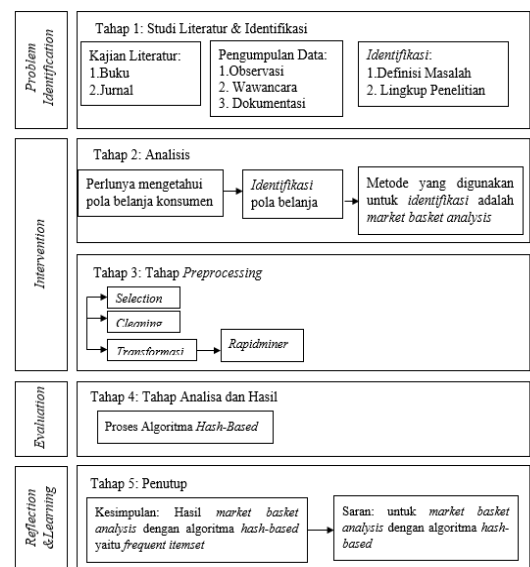 Problem
Identification
Tahap 1: Studi Literatur & Identifikasi
Kajian Literatur:
1.Buku
2.Jurnal
Pengumpulan Data:
1.Observasi
2. Wawancara
3. Dokumentasi
Identifikasi:
1.Definisi Masalah
2. Lingkup Penelitian
Intervention
Tahap 2: Analisis
Perlunya mengetahui
pola belanja konsumen
Identifikasi
pola belanja
Metode yang digunakan
untuk identifikasi adalah
market basket analysis
Tahap 3: Tahap Preprocessing
Selection
Cleaning
Transformasi
Rapidminer
Evaluation
Tahap 4: Tahap Analisa dan Hasil
Proses Algoritma Hash-Based
Reflection
&Learning
Tahap 5: Penutup
Kesimpulan: Hasil market basket
analysis dengan algoritma hash-based
yaitu frequent itemset
Saran: untuk market basket
analysis dengan algoritma hash-
based